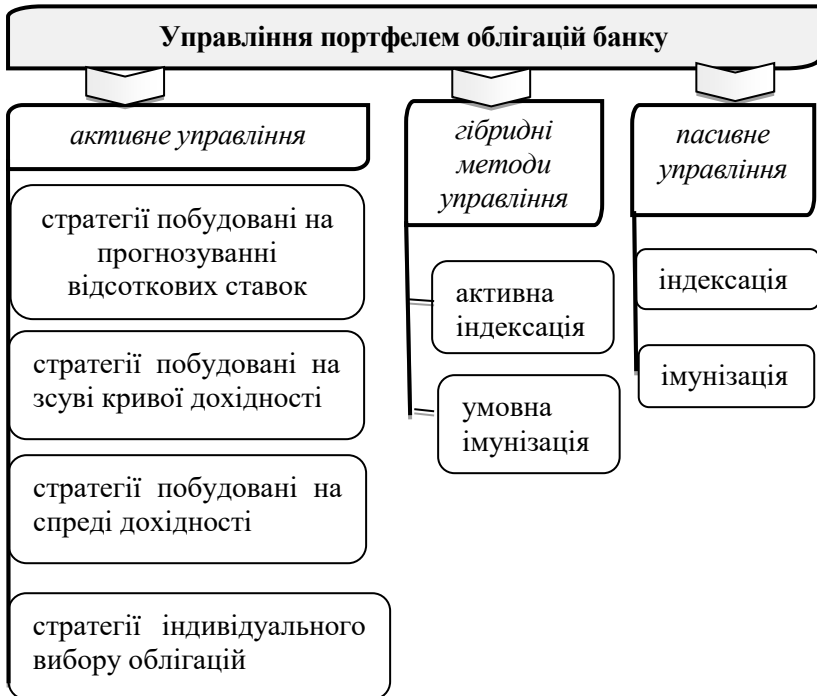 Управління портфелем облігацій банку
активне управління
стратегії побудовані на
прогнозуванні
відсоткових ставок
стратегії побудовані на
зсуві кривої дохідності
стратегії побудовані на
спреді дохідності
стратегії індивідуального
вибору облігацій
гібридні
методи
управління
активна
індексація
умовна
імунізація
пасивне
управління
індексація
імунізація